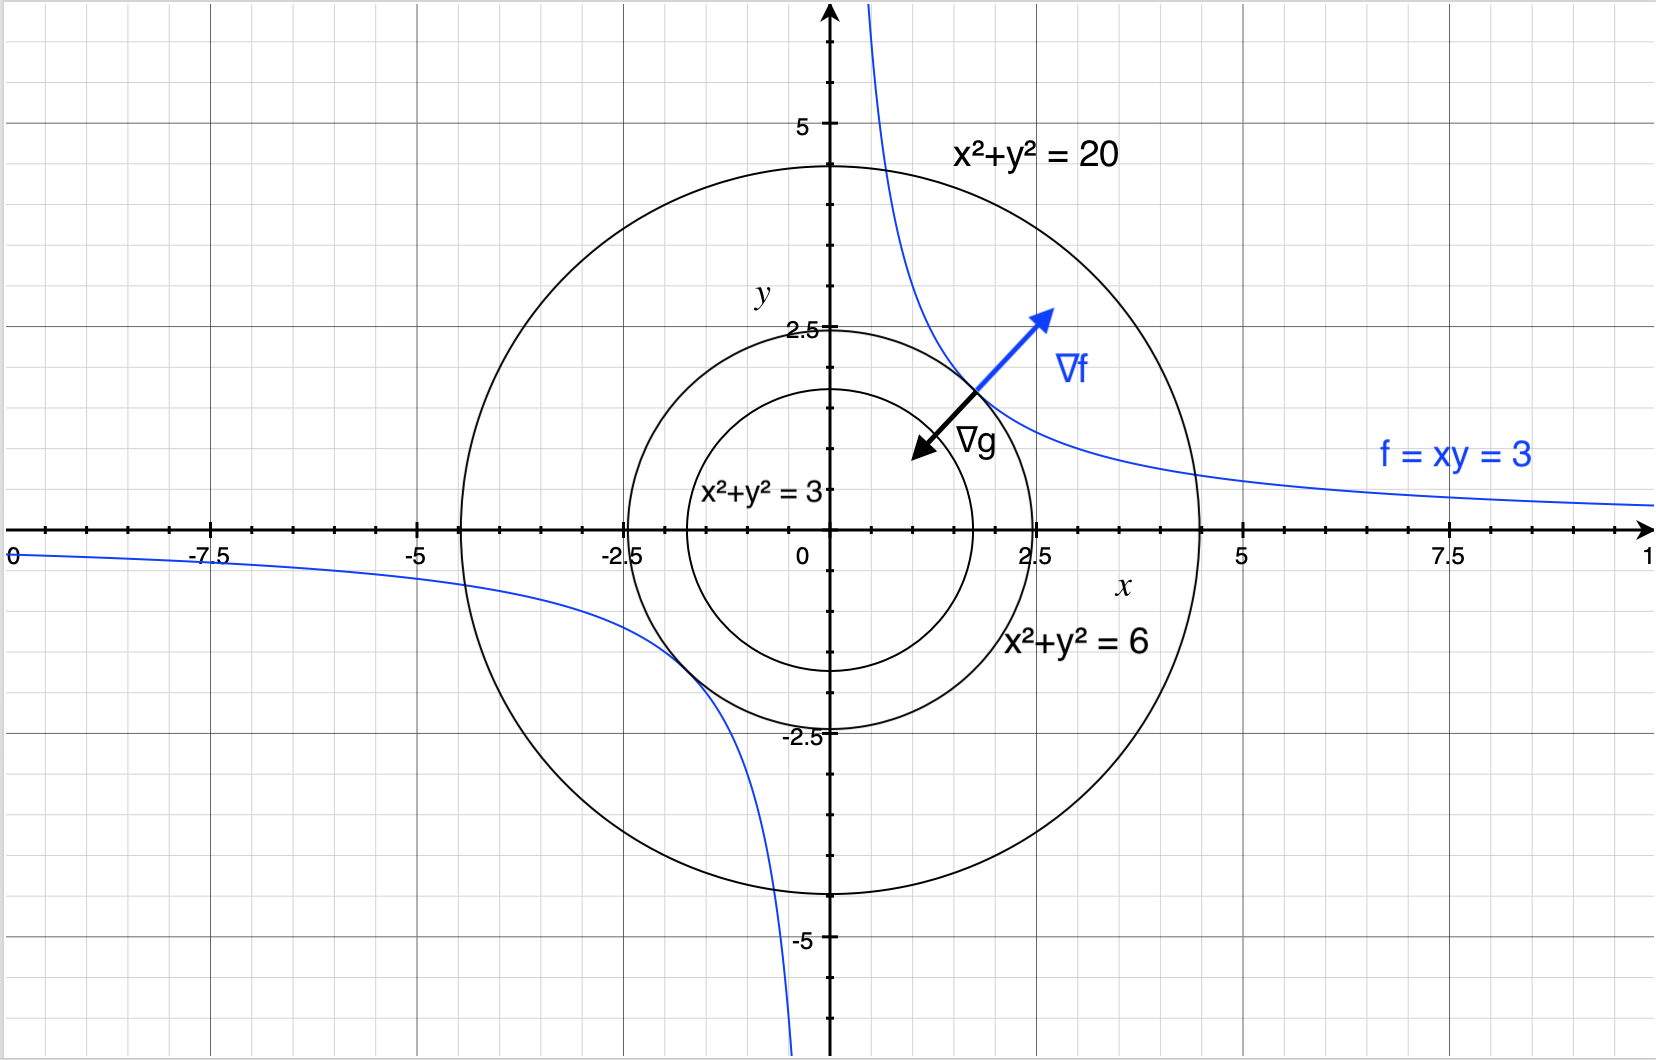 5
x²+y² = 20
y
2.5
∇f
∇g
f = xy = 3
x²+y² = 3
0
-7.5
-5
-2.5
0
2.5
5
7.5
1
x
x²+y² = 6
-2.5
-5